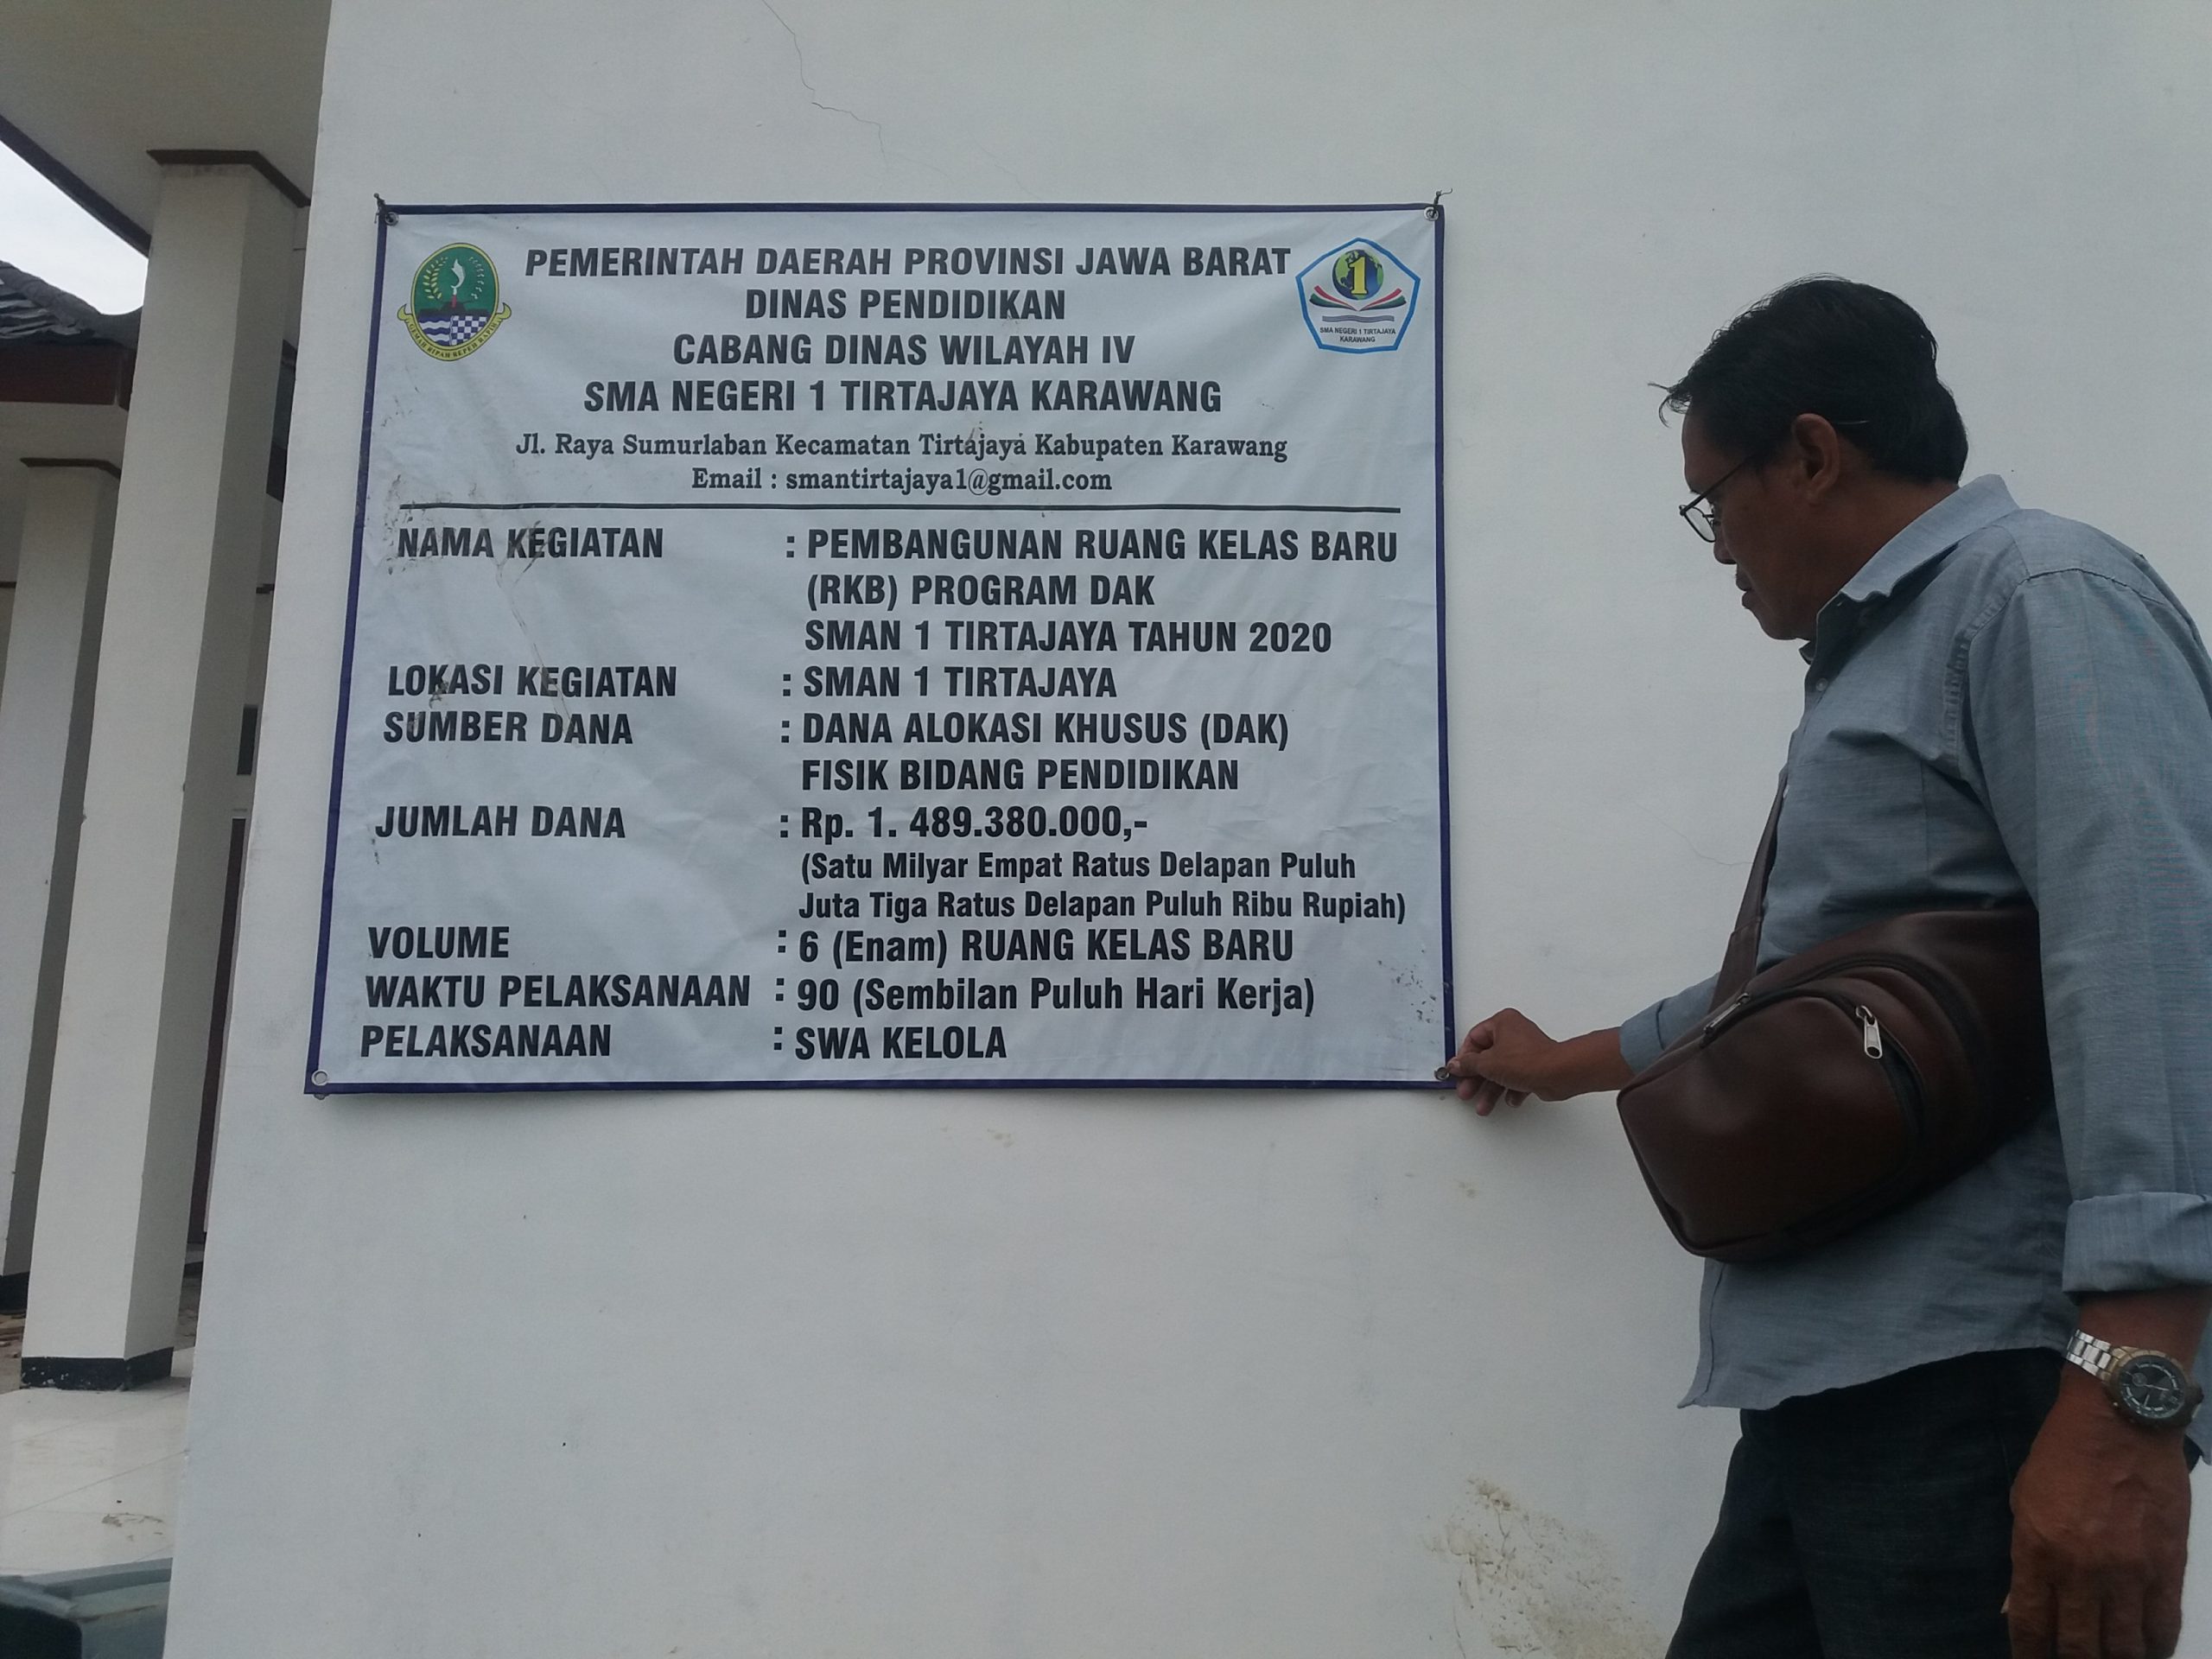 PEMERINTAH DAERAH PROVINSI JAWA BARAT
DINAS PENDIDIKAN
CABANG DINAS WILAYAH IV
SMA NEGERI 1 TIRTAJAYA KARAWANG
Jl. Raya Sumurlaban Kecamatan Tirtajaya Kabupaten Karawang
Email : smantirtajaya1@gmail.com
GEMAH RIPAH REPEH RAPIH
1
SMA NEGERI 1 TIRTAJAYA
KARAWANG
NAMA KEGIATAN : PEMBANGUNAN RUANG KELAS BARU
(RKB) PROGRAM DAK
SMAN 1 TIRTAJAYA TAHUN 2020
LOKASI KEGIATAN : SMAN 1 TIRTAJAYA
SUMBER DANA : DANA ALOKASI KHUSUS (DAK)
FISIK BIDANG PENDIDIKAN
JUMLAH DANA : Rp. 1. 489.380.000,-
(Satu Milyar Empat Ratus Delapan Puluh
Juta Tiga Ratus Delapan Puluh Ribu Rupiah)
VOLUME : 6 (Enam) RUANG KELAS BARU
WAKTU PELAKSANAAN : 90 (Sembilan Puluh Hari Kerja)
PELAKSANAAN : SWA KELOLA